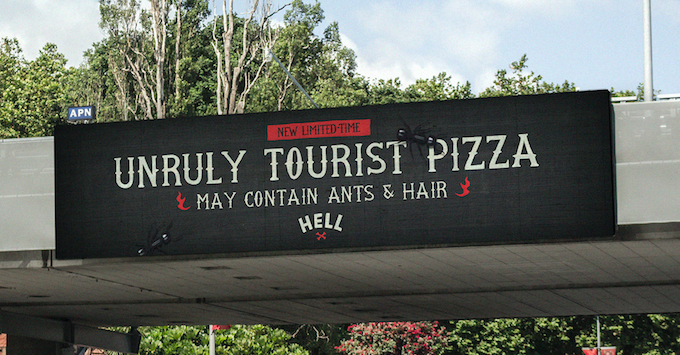 APN
NEW LIMITED-TIME
UNRULY TOURIST PIZZA
MAY CONTAIN ANTS & HAIR
HELL